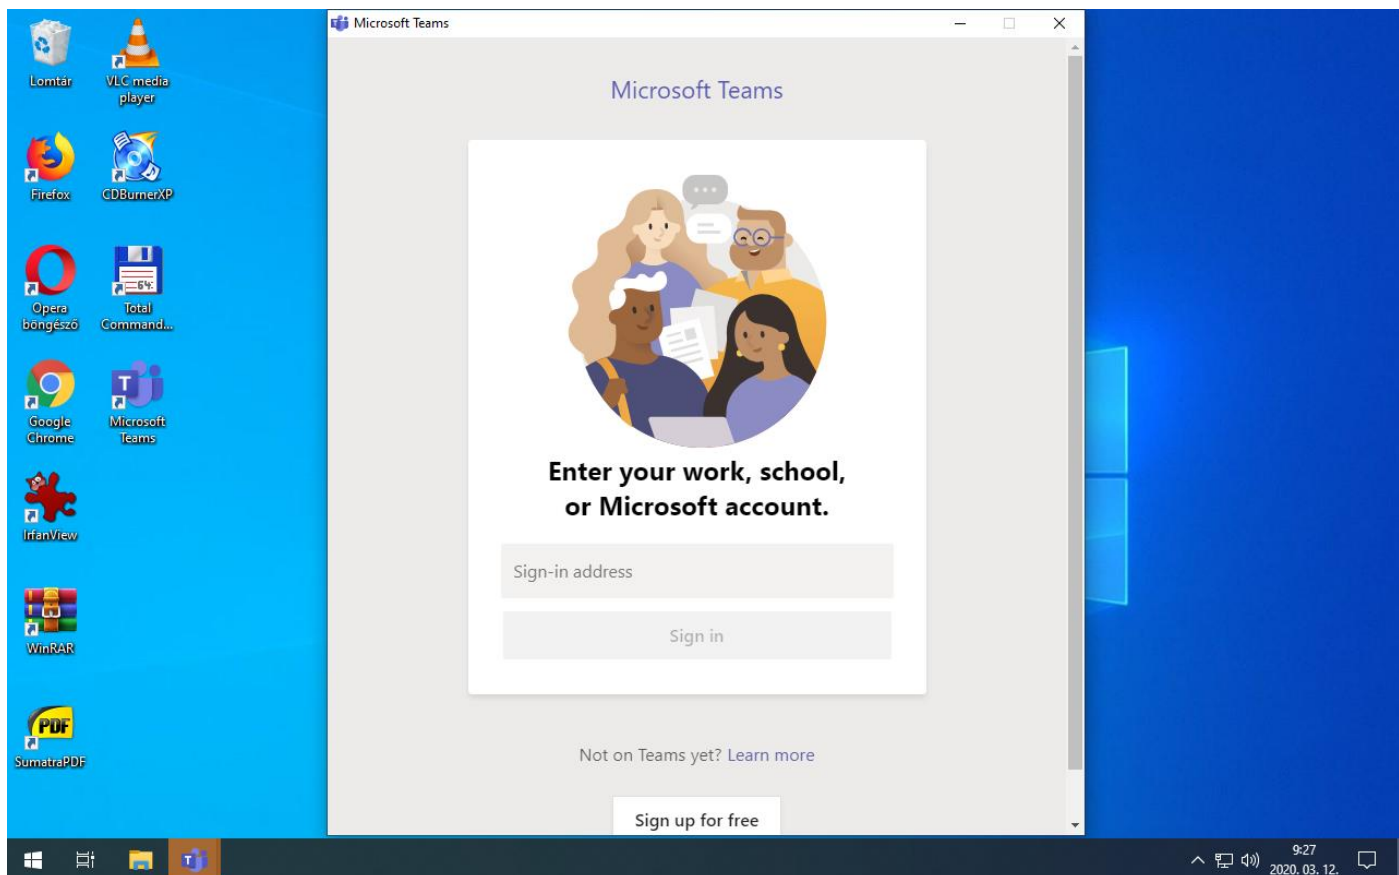 Lomtár
VLC media
player
Firefox
CDBurnerXP
64
Opera
böngésző
Total
Command...
Google
Chrome
T
Microsoft
Teams
IrfanView
WinRAR
PDF
SumatraPDF
Microsoft Teams
Microsoft Teams
Enter your work, school,
or Microsoft account.
Sign-in address
Sign in
Not on Teams yet? Learn more
Sign up for free
T
9:27
2020. 03. 12.